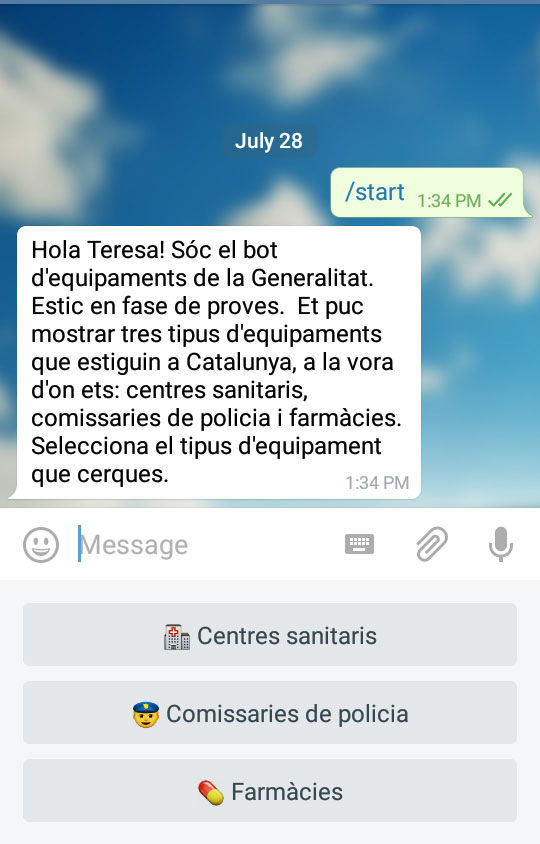 July 28
/start 1:34 PM
Hola Teresa! Sóc el bot
d'equipaments de la Generalitat.
Estic en fase de proves.  Et puc
mostrar tres tipus d'equipaments
que estiguin a Catalunya, a la vora
d'on ets: centres sanitaris,
comissaries de policia i farmàcies.
Selecciona el tipus d'equipament
que cerques. 1:34 PM
Message
Centres sanitaris
Comissaries de policia
Farmàcies